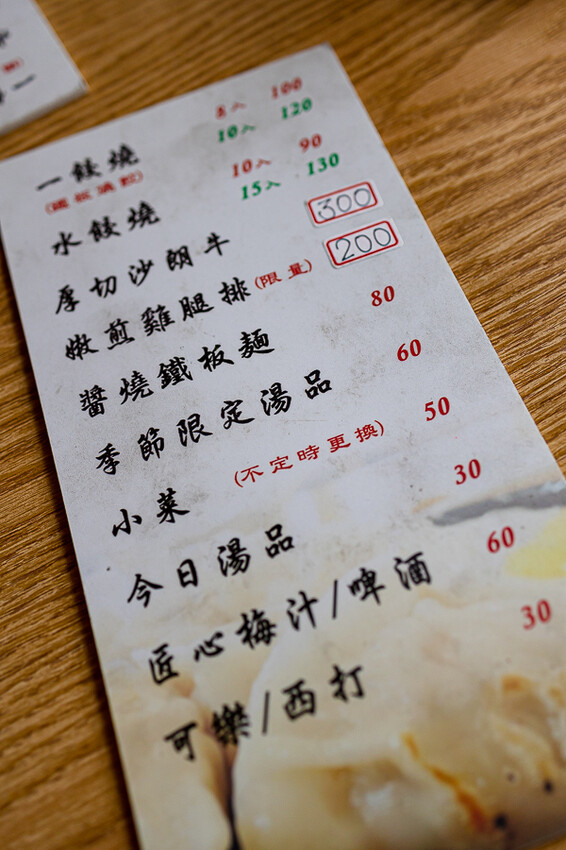 一餃燒 8入 100
10入 120
(鐵板滿餡)
水餃燒 10入 90
15入 130
厚切沙朗牛 300
嫩煎雞腿排(限量) 200
醬燒鐵板麵 80
季節限定湯品 60
小菜 (不定時更換) 50
今日湯品 30
匠心梅汁/啤酒 60
可樂/西打 30